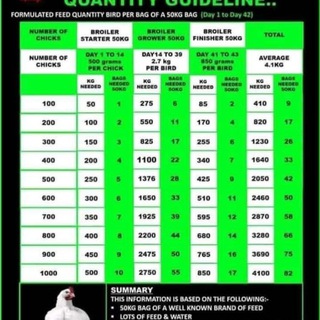 QUANTITY GUIDELINE..
FORMULATED FEED QUANTITY BIRD PER BAG OF A 50KG BAG (Day 1 to Day 42)
NUMBER OF CHICKS BROILER STARTER 50KG BROILER GROWER 50KG BROILER FINISHER 50KG TOTAL
NUMBER OF CHICKS DAY 1 TO 14 500 grams PER CHICK DAY14 TO 39 2.7 kg PER BIRD DAY 41 TO 43 850 grams PER BIRD AVERAGE 4.1KG
KG NEEDED BAGS NEEDED 50KG KG NEEDED BAGS NEEDED 50KG KG NEEDED BAGS NEEDED 50KG KG NEEDED BAGS NEEDED 50KG
100 50 1 275 6 85 2 410 9
200 100 2 550 11 170 4 820 17
300 150 3 825 17 255 6 1230 26
400 200 4 1100 22 340 7 1640 33
500 250 5 1376 28 425 9 2050 42
600 300 6 1650 33 510 11 2460 50
700 350 7 1925 39 595 12 2870 58
800 400 8 2200 44 680 14 3280 66
900 450 9 2475 50 765 16 3690 75
1000 500 10 2750 55 850 17 4100 82
SUMMARY
THIS INFORMATION IS BASED ON THE FOLLOWING:
• 50KG BAG OF A WELL KNOWN BRAND OF FEED
• LOTS OF FEED & WATER